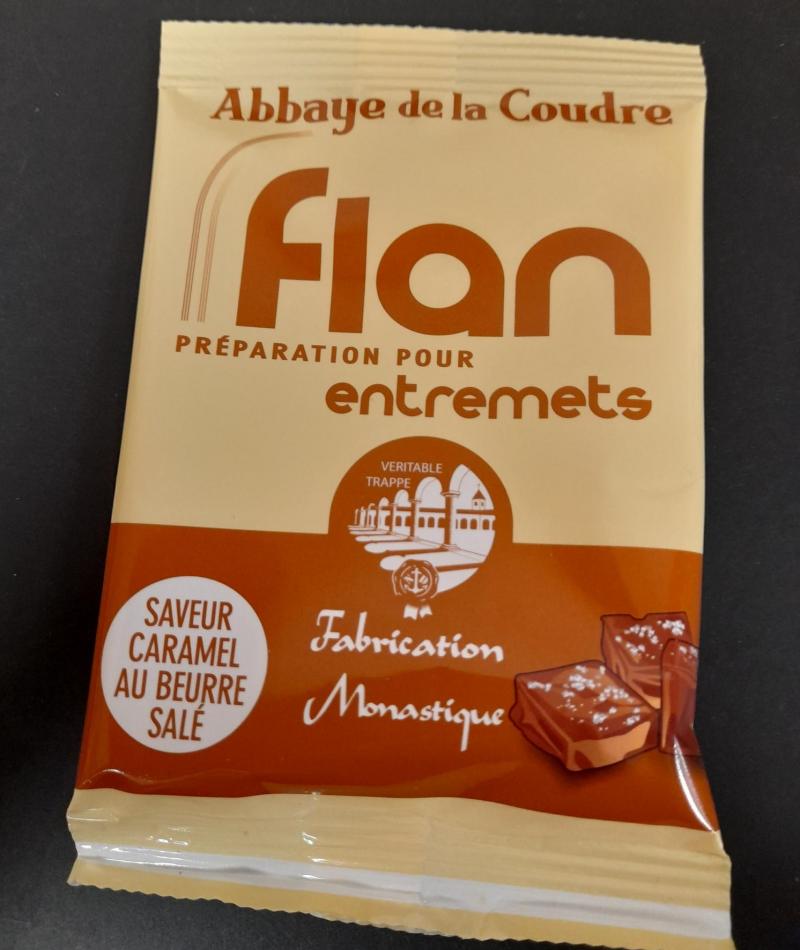 Abbaye de la Coudre
flan
PRÉPARATION POUR
entremets
VERITABLE
TRAPPE
SAVEUR
CARAMEL
AU BEURRE
SALÉ
Fabrication
Monastique